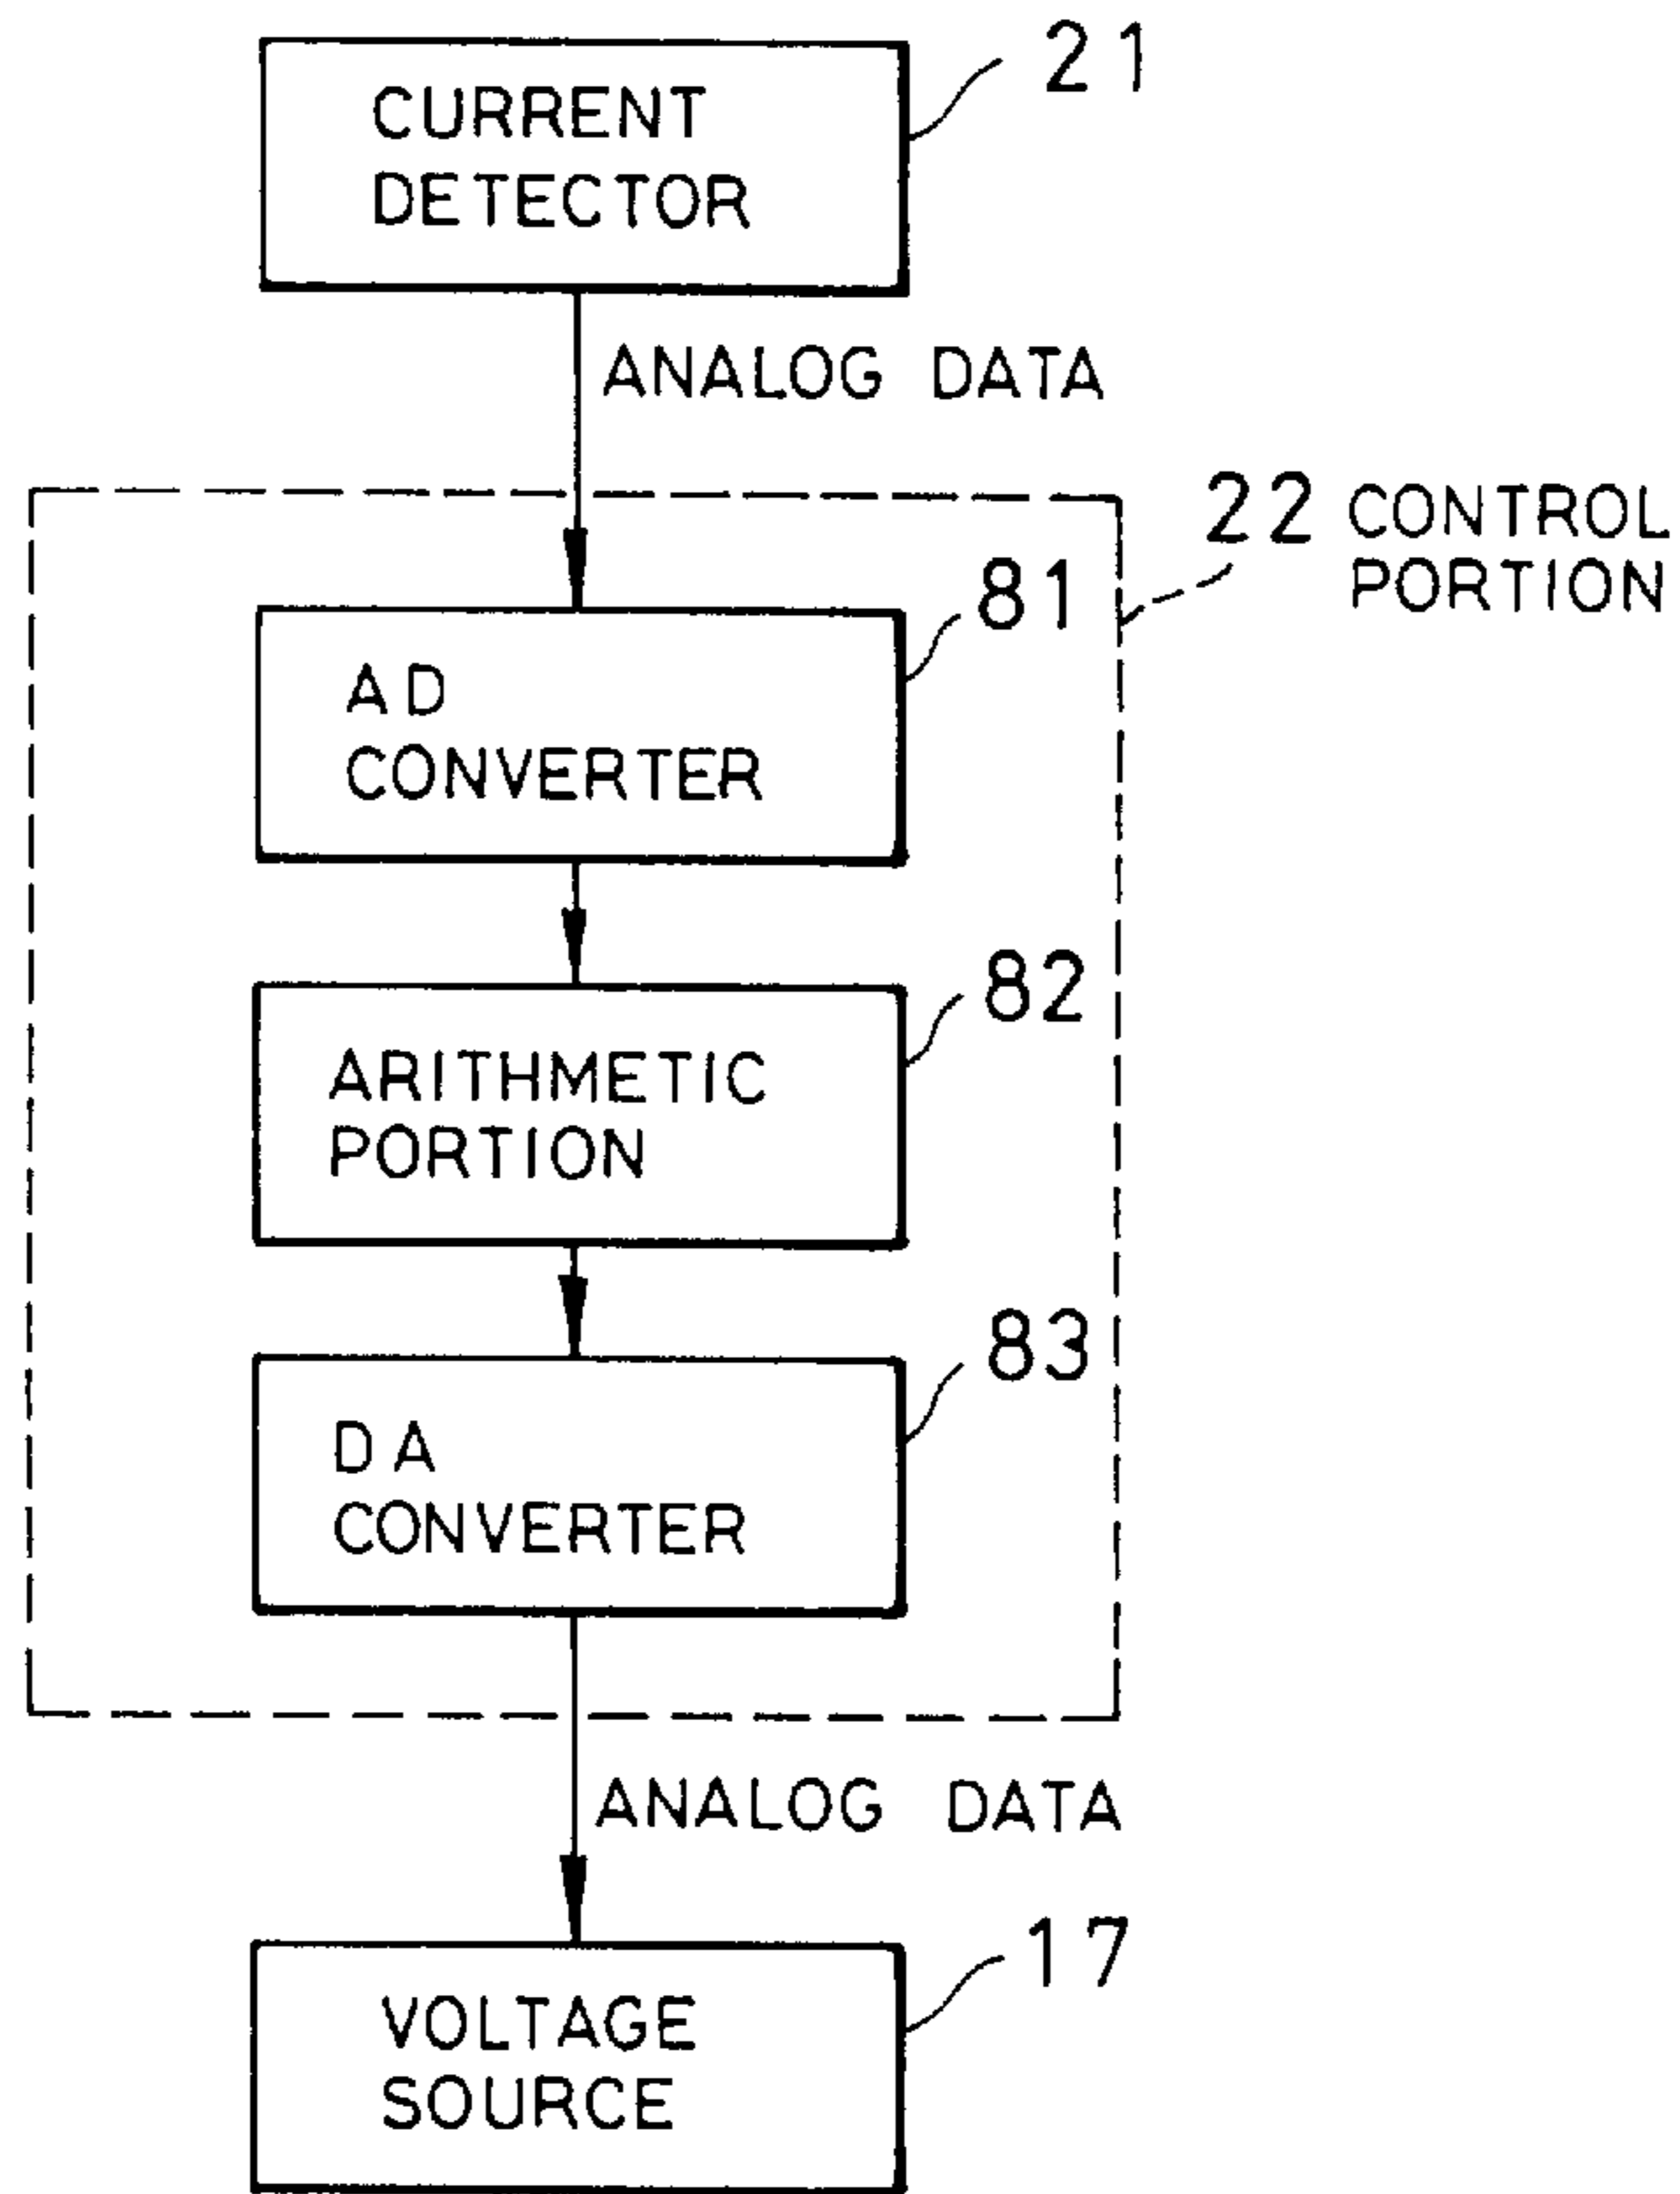 CURRENT
DETECTOR
21
ANALOG DATA
22 CONTROL
PORTION
81
AD
CONVERTER
82
ARITHMETIC
PORTION
83
DA
CONVERTER
ANALOG DATA
17
VOLTAGE
SOURCE